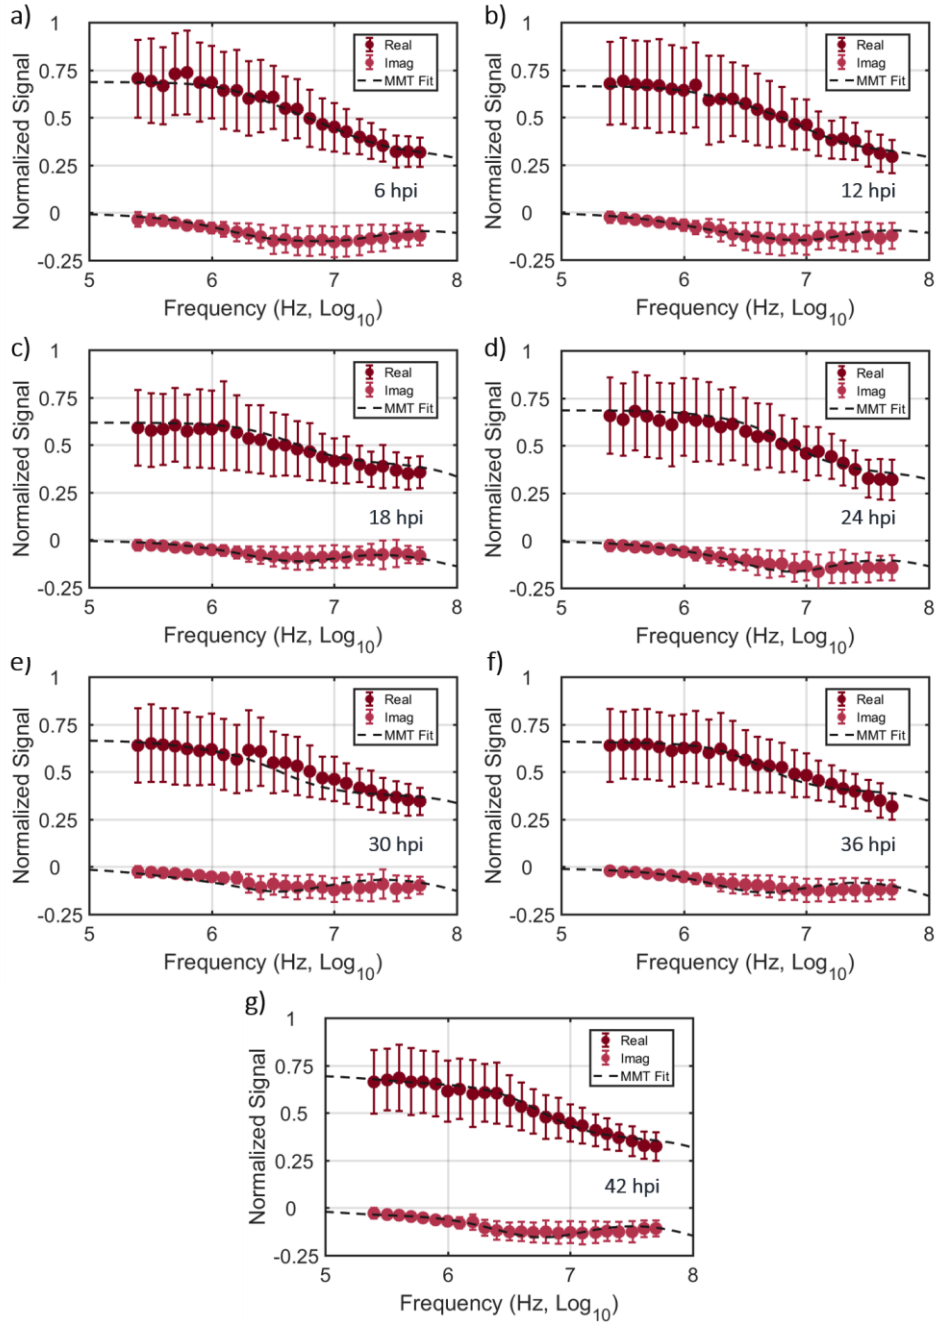 a)
1
0.75
0.5
0.25
0
-0.25
Normalized Signal
Real
Imag
MMT Fit
6 hpi
5 6 7 8
Frequency (Hz, Log10)
b)
1
0.75
0.5
0.25
0
-0.25
Normalized Signal
Real
Imag
MMT Fit
12 hpi
5 6 7 8
Frequency (Hz, Log10)
c)
1
0.75
0.5
0.25
0
-0.25
Normalized Signal
Real
Imag
MMT Fit
18 hpi
5 6 7 8
Frequency (Hz, Log10)
d)
1
0.75
0.5
0.25
0
-0.25
Normalized Signal
Real
Imag
MMT Fit
24 hpi
5 6 7 8
Frequency (Hz, Log10)
e)
1
0.75
0.5
0.25
0
-0.25
Normalized Signal
Real
Imag
MMT Fit
30 hpi
5 6 7 8
Frequency (Hz, Log10)
f)
1
0.75
0.5
0.25
0
-0.25
Normalized Signal
Real
Imag
MMT Fit
36 hpi
5 6 7 8
Frequency (Hz, Log10)
g)
1
0.75
0.5
0.25
0
-0.25
Normalized Signal
Real
Imag
MMT Fit
42 hpi
5 6 7 8
Frequency (Hz, Log10)